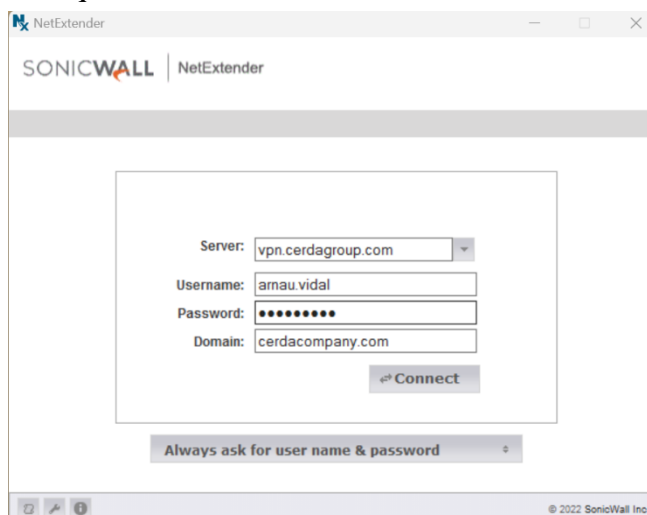 NetExtender
SONICWALL NetExtender
Server: vpn.cerdagroup.com
Username: arnau.vidal
Password: •••••••••
Domain: cerdacompany.com
Connect
Always ask for user name & password
© 2022 SonicWall Inc